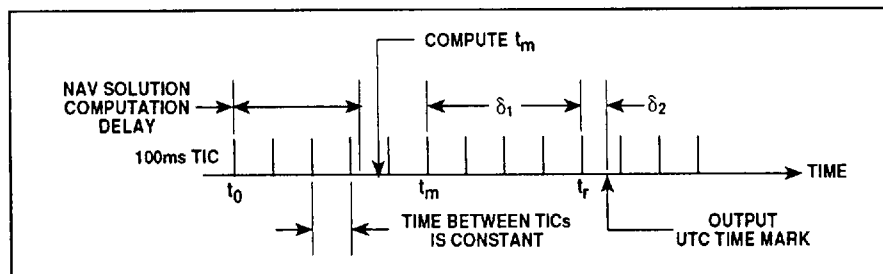 COMPUTE tm
NAV SOLUTION
COMPUTATION
DELAY
δ1
δ2
100ms TIC
TIME
t0
tm
tr
TIME BETWEEN TICs
IS CONSTANT
OUTPUT
UTC TIME MARK